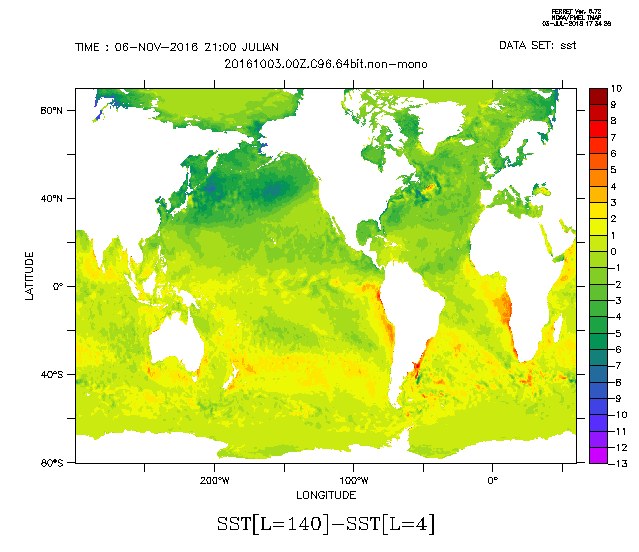 FERRET Ver. 6.72
NOAA/PMEL TMAP
TIME : 06-NOV-2016 21:00 JULIAN
DATA SET: sst
20161003.00Z.C96.64bit.non-mono
10
9
8
7
6
5
4
3
2
1
0
-1
-2
-3
-4
-5
-6
-7
-8
-9
-10
-11
-12
-13
80°N
40°N
0°
40°S
80°S
LATITUDE
200°W
100°W
0°
LONGITUDE
SST[L=140]-SST[L=4]